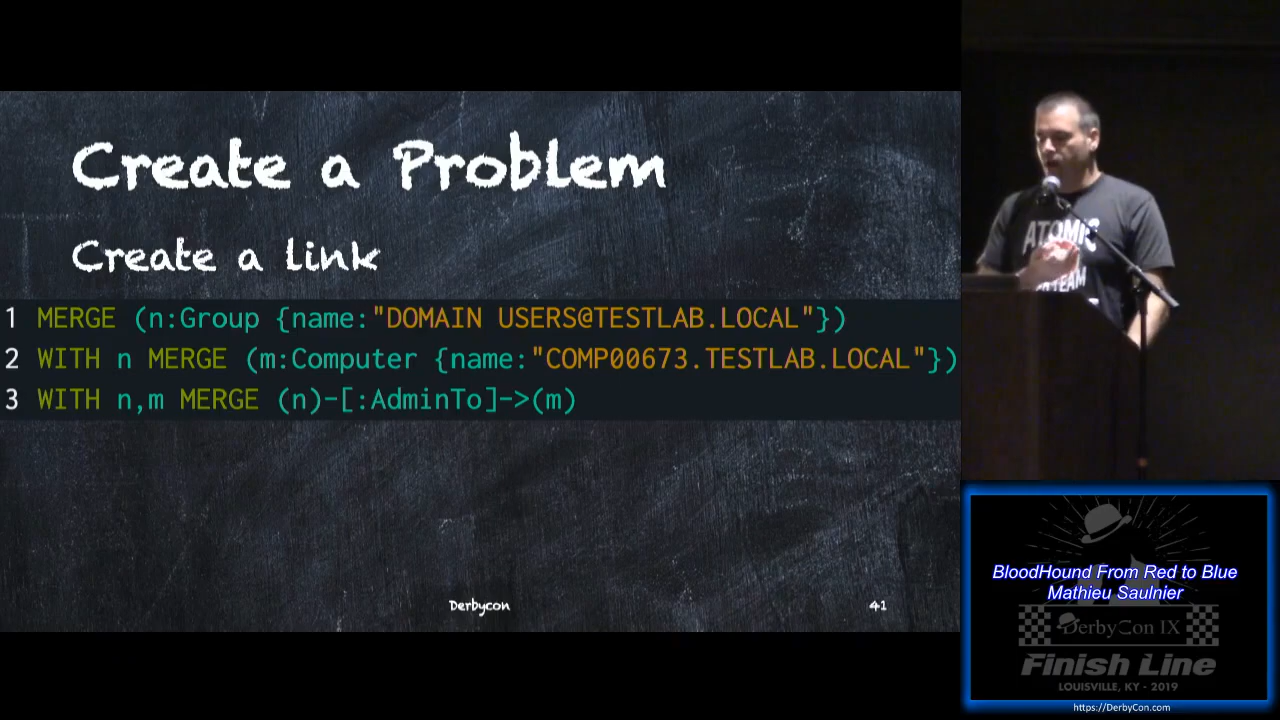 Create a Problem
Create a link
1 MERGE (n:Group {name:"DOMAIN USERS@TESTLAB.LOCAL"})
2 WITH n MERGE (m:Computer {name:"COMP00673.TESTLAB.LOCAL"})
3 WITH n,m MERGE (n)-[:AdminTo]->(m)
Derbycon
41
ATOMIC
TEAM
BloodHound From Red to Blue
Mathieu Saulnier
DerbyCon IX
Finish Line
LOUISVILLE, KY - 2019
https://DerbyCon.com